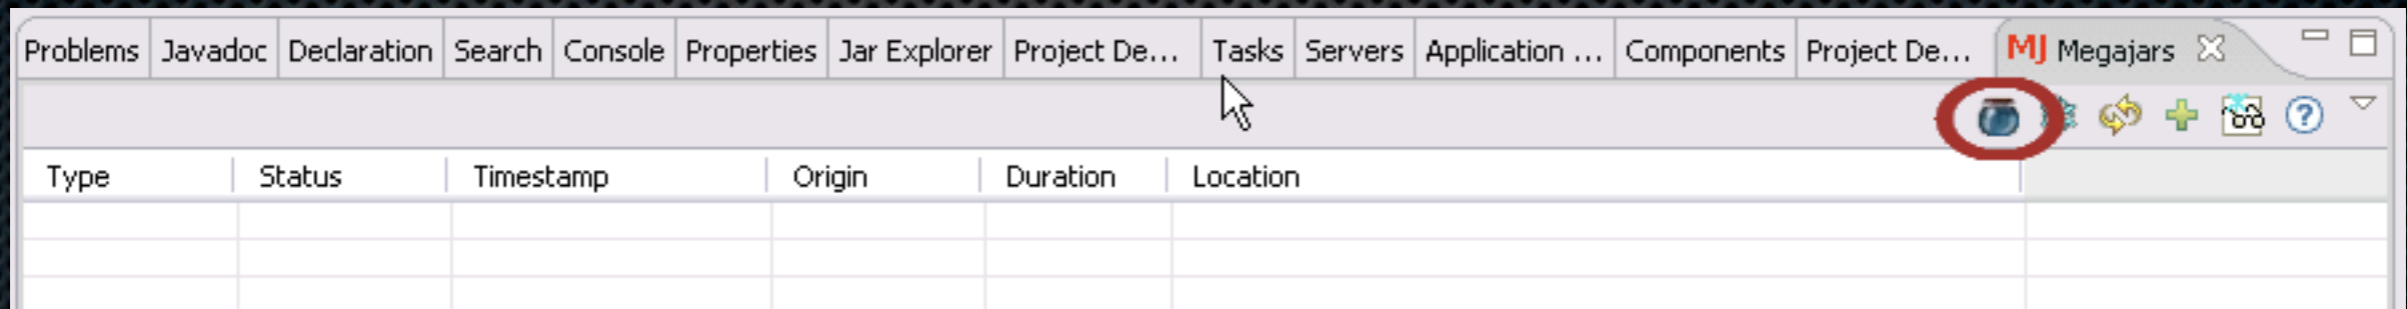 Problems Javadoc Declaration Search Console Properties Jar Explorer Project De... Tasks Servers Application ... Components Project De... MJ Megajars
?
Type Status Timestamp Origin Duration Location